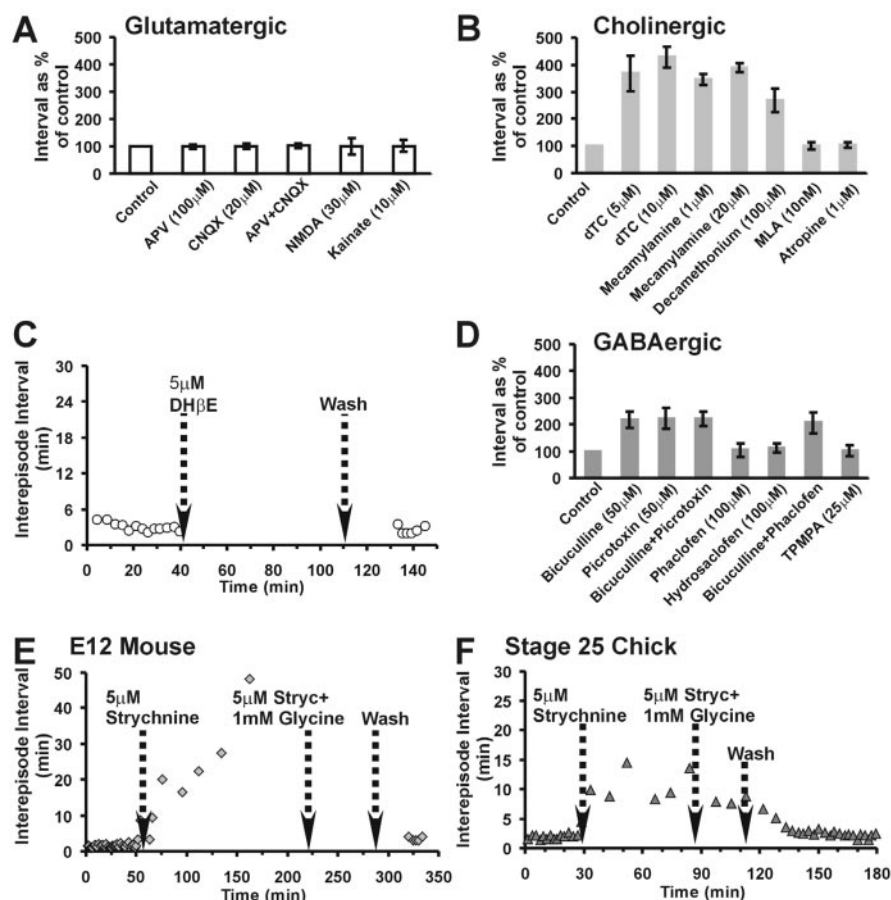 A Glutamatergic
Interval as %
of control
500
400
300
200
100
0
Control
APV (100μM)
CNQX (20μM)
APV+CNQX
NMDA (30μM)
Kainate (10μM)
B Cholinergic
Interval as %
of control
500
400
300
200
100
0
Control
dTC (5μM)
dTC (10μM)
Mecamylamine (1μM)
Mecamylamine (20μM)
Decamethonium (100μM)
MLA (10nM)
Atropine (1μM)
C
Interepisode Interval
(min)
30
24
18
12
6
0
5μM
DHβE
Wash
0 20 40 60 80 100 120 140
Time (min)
D GABAergic
Interval as %
of control
500
400
300
200
100
0
Control
Bicuculline (50μM)
Picrotoxin (50μM)
Bicuculline+Picrotoxin
Phaclofen (100μM)
Hydrosaclofen (100μM)
Bicuculline+Phaclofen
TPMPA (25μM)
E E12 Mouse
Interepisode Interval
(min)
50
40
30
20
10
0
5μM
Strychnine
5μM Stryc+
1mM Glycine
Wash
0 50 100 150 200 250 300 350
Time (min)
F Stage 25 Chick
Interepisode Interval
(min)
30
25
20
15
10
5
0
5μM
Strychnine
5μM Stryc+
1mM Glycine
Wash
0 30 60 90 120 150 180
Time (min)